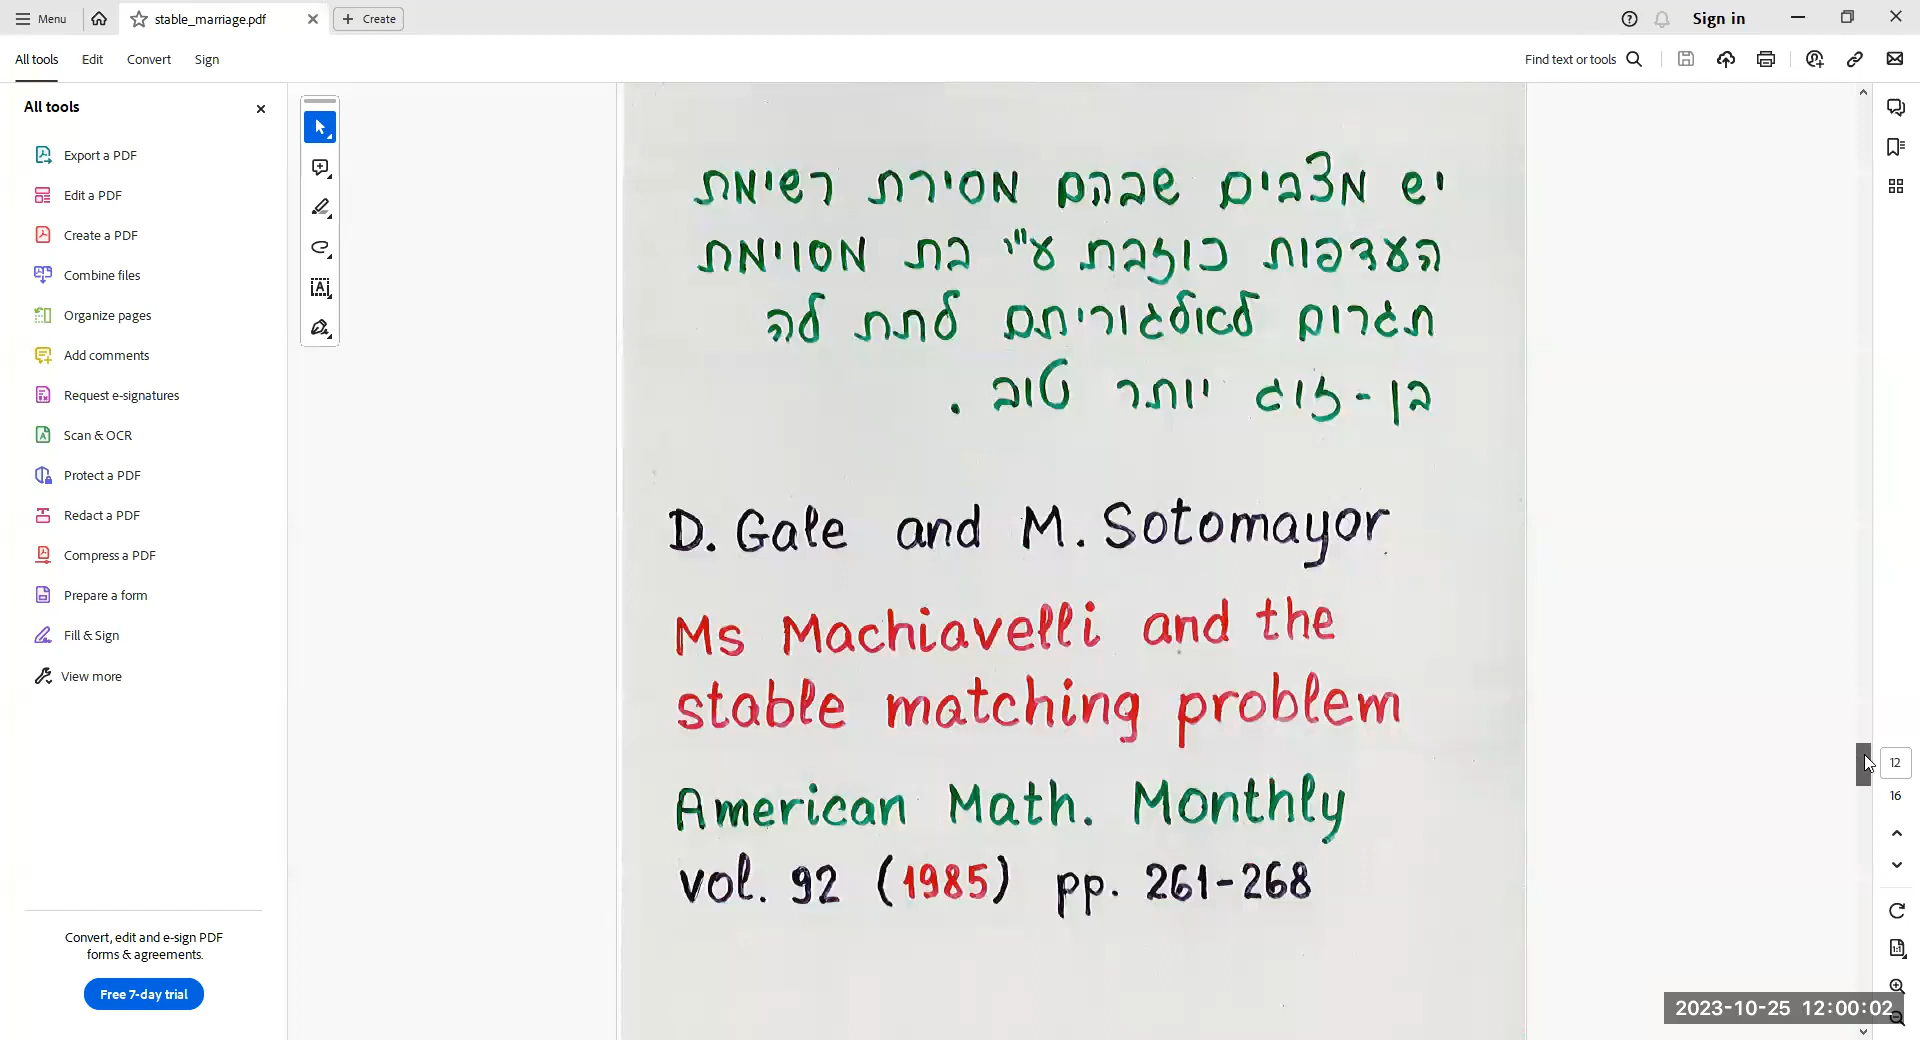 Menu
stable_marriage.pdf
Create
Sign in
All tools
Edit
Convert
Sign
Find text or tools
All tools
Export a PDF
Edit a PDF
Create a PDF
Combine files
Organize pages
Add comments
Request e-signatures
Scan & OCR
Protect a PDF
Redact a PDF
Compress a PDF
Prepare a form
Fill & Sign
View more
Convert, edit and e-sign PDF
forms & agreements.
Free 7-day trial
יש מצבים שבהם מסירת רשימת
העדפות כוזבת ע"י בת מסוימת
תגרום לאלגוריתם לתת לה
בן-זוג יותר טוב.
D. Gale and M. Sotomayor
Ms Machiavelli and the
stable matching problem
American Math. Monthly
vol. 92 (1985) pp. 261-268
12
16
2023-10-25 12:00:02